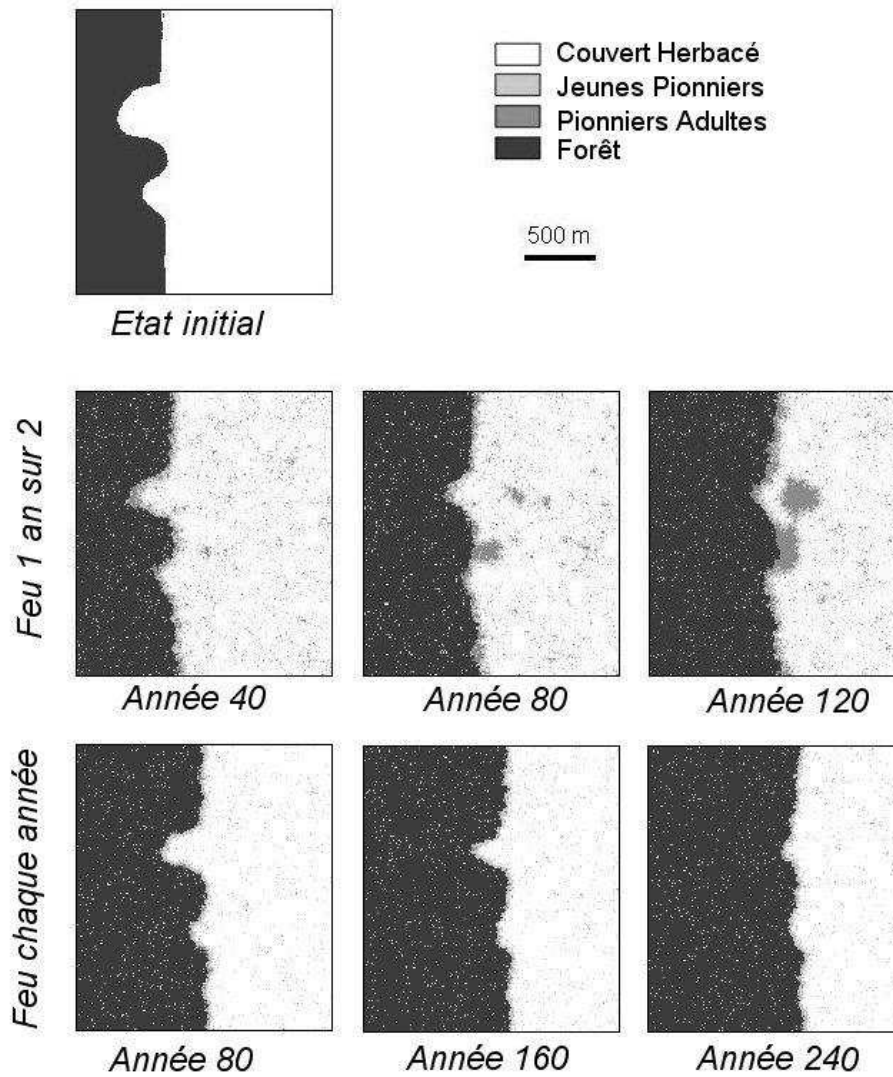 Couvert Herbacé
Jeunes Pionniers
Pionniers Adultes
Forêt
500 m
Etat initial
Feu 1 an sur 2
Année 40
Année 80
Année 120
Feu chaque année
Année 80
Année 160
Année 240